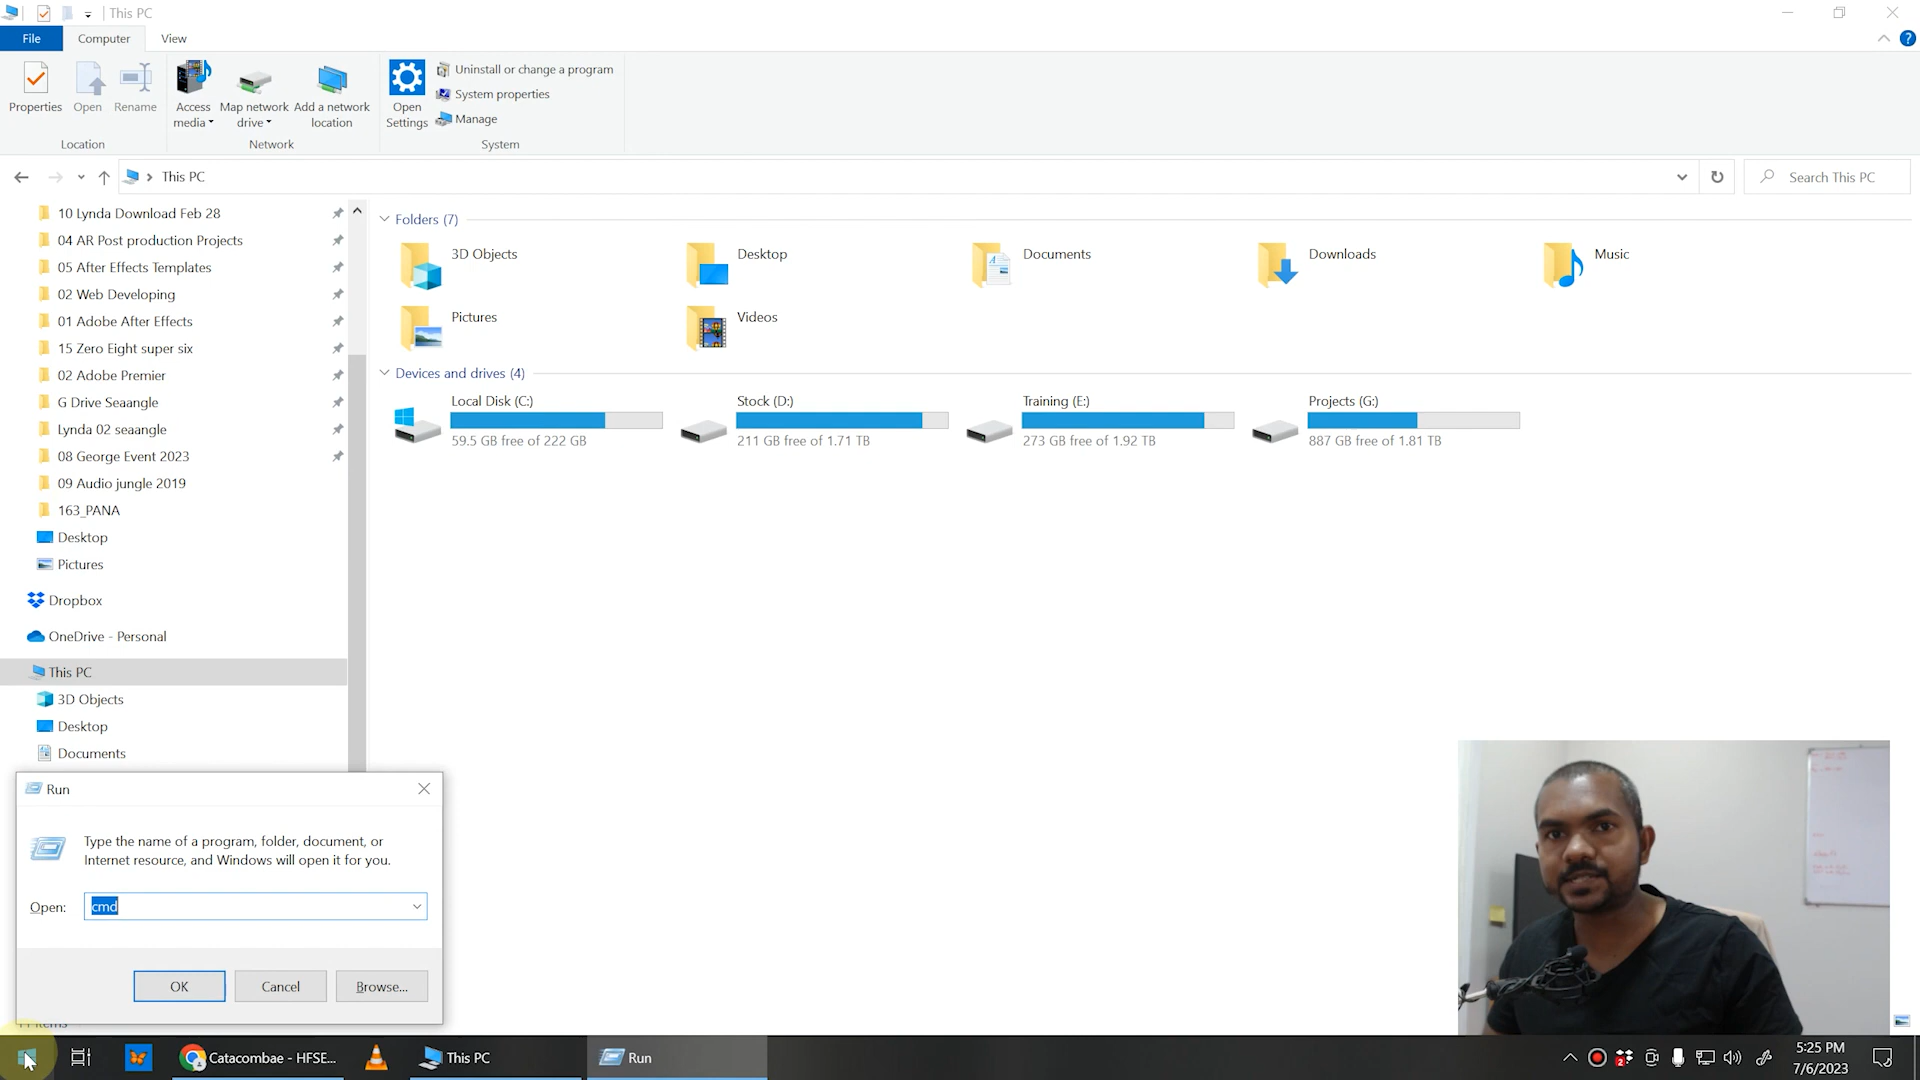 This PC
File
Computer
View
Properties
Open
Rename
Access media
Map network drive
Add a network location
Open Settings
Uninstall or change a program
System properties
Manage
Location
Network
System
This PC
Search This PC
10 Lynda Download Feb 28
04 AR Post production Projects
05 After Effects Templates
02 Web Developing
01 Adobe After Effects
15 Zero Eight super six
02 Adobe Premier
G Drive Seaangle
Lynda 02 seaangle
08 George Event 2023
09 Audio jungle 2019
163_PANA
Desktop
Pictures
Dropbox
OneDrive - Personal
This PC
3D Objects
Desktop
Documents
Folders (7)
3D Objects
Desktop
Documents
Downloads
Music
Pictures
Videos
Devices and drives (4)
Local Disk (C:)
59.5 GB free of 222 GB
Stock (D:)
211 GB free of 1.71 TB
Training (E:)
273 GB free of 1.92 TB
Projects (G:)
887 GB free of 1.81 TB
Run
Type the name of a program, folder, document, or
Internet resource, and Windows will open it for you.
Open:
cmd
OK
Cancel
Browse...
Catacombae - HFSE...
This PC
Run
2
5:25 PM
7/6/2023